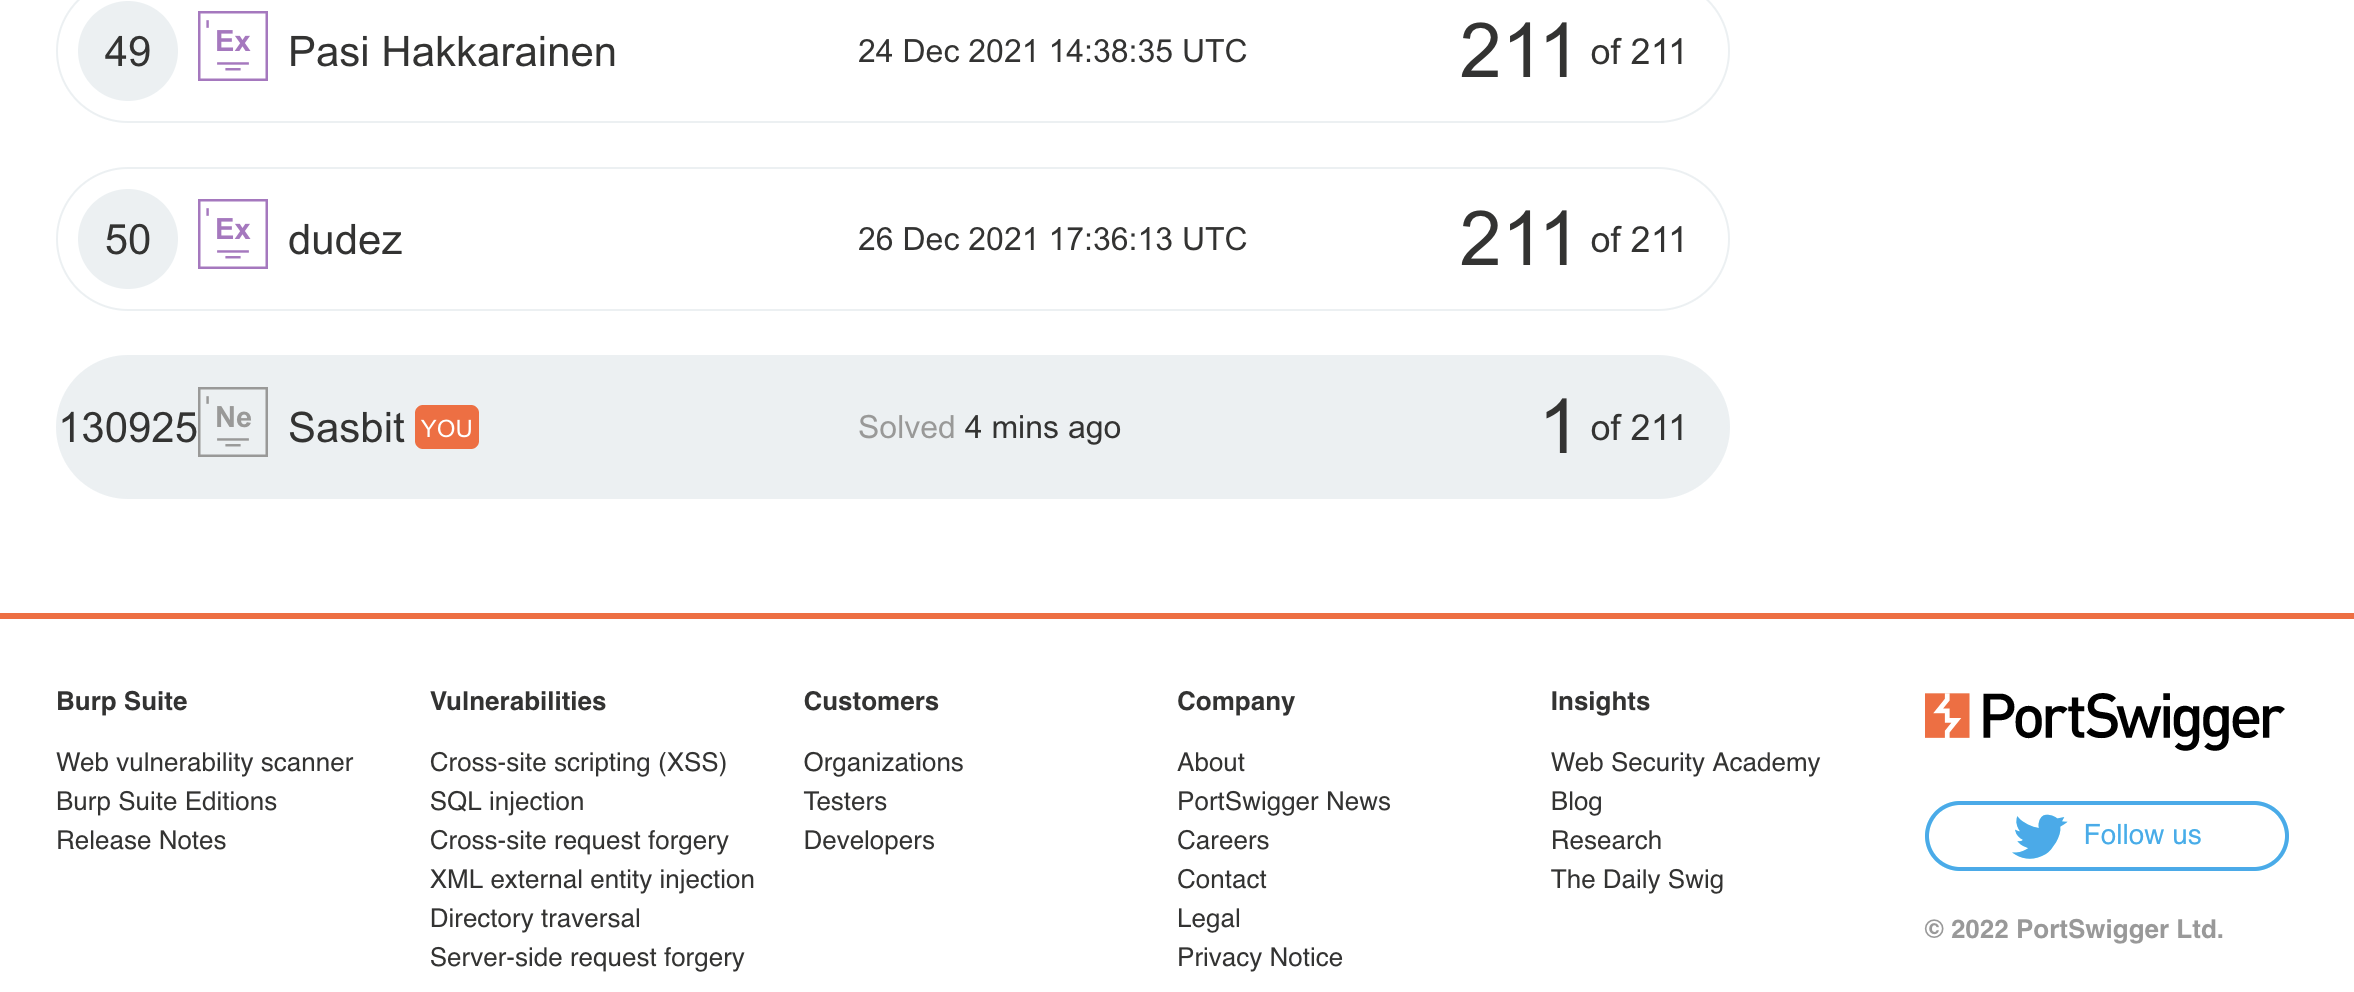 49 Ex Pasi Hakkarainen 24 Dec 2021 14:38:35 UTC 211 of 211
50 Ex dudez 26 Dec 2021 17:36:13 UTC 211 of 211
130925 Ne Sasbit YOU Solved 4 mins ago 1 of 211
Burp Suite
Web vulnerability scanner
Burp Suite Editions
Release Notes
Vulnerabilities
Cross-site scripting (XSS)
SQL injection
Cross-site request forgery
XML external entity injection
Directory traversal
Server-side request forgery
Customers
Organizations
Testers
Developers
Company
About
PortSwigger News
Careers
Contact
Legal
Privacy Notice
Insights
Web Security Academy
Blog
Research
The Daily Swig
PortSwigger
Follow us
© 2022 PortSwigger Ltd.